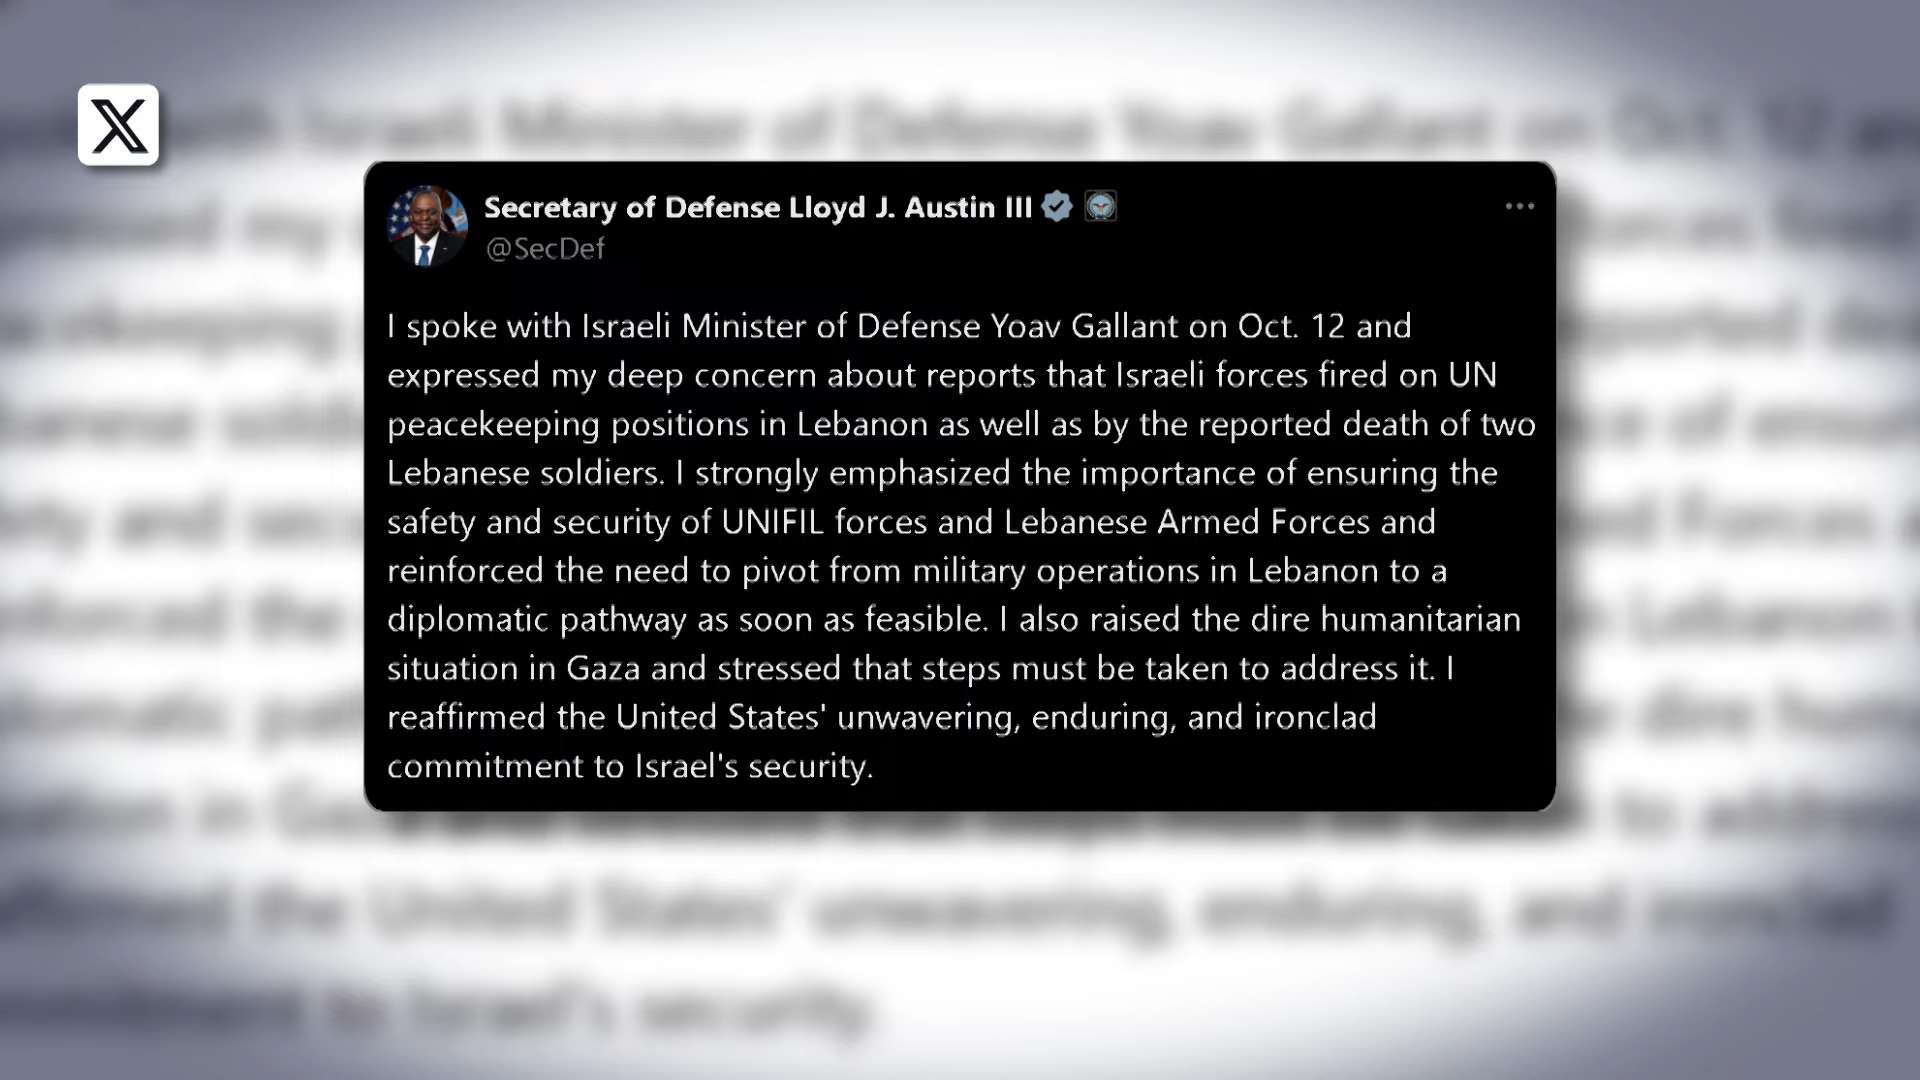 Secretary of Defense Lloyd J. Austin III
@SecDef
I spoke with Israeli Minister of Defense Yoav Gallant on Oct. 12 and
expressed my deep concern about reports that Israeli forces fired on UN
peacekeeping positions in Lebanon as well as by the reported death of two
Lebanese soldiers. I strongly emphasized the importance of ensuring the
safety and security of UNIFIL forces and Lebanese Armed Forces and
reinforced the need to pivot from military operations in Lebanon to a
diplomatic pathway as soon as feasible. I also raised the dire humanitarian
situation in Gaza and stressed that steps must be taken to address it. I
reaffirmed the United States' unwavering, enduring, and ironclad
commitment to Israel's security.